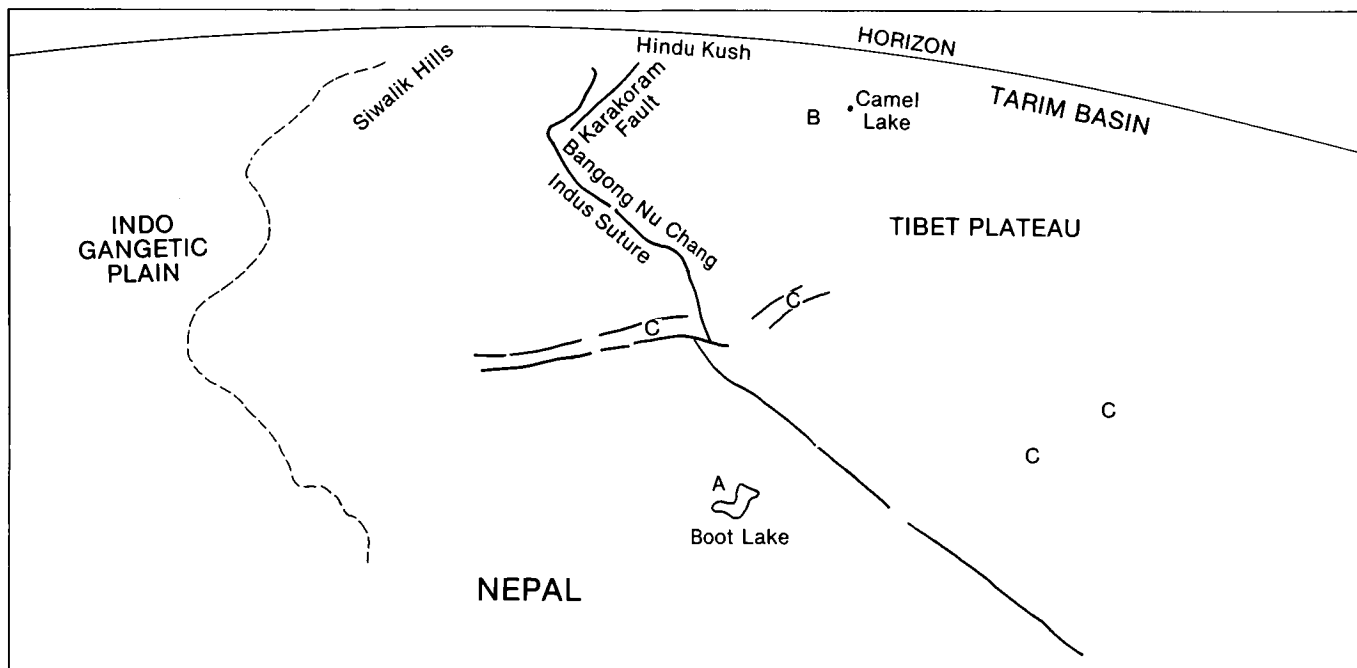 HORIZON
Hindu Kush
Siwalik Hills
Karakoram
Fault
B
Camel
Lake
TARIM BASIN
Bangong Nu Chang
Indus Suture
INDO
GANGETIC
PLAIN
TIBET PLATEAU
C
C
C
C
A
Boot Lake
NEPAL